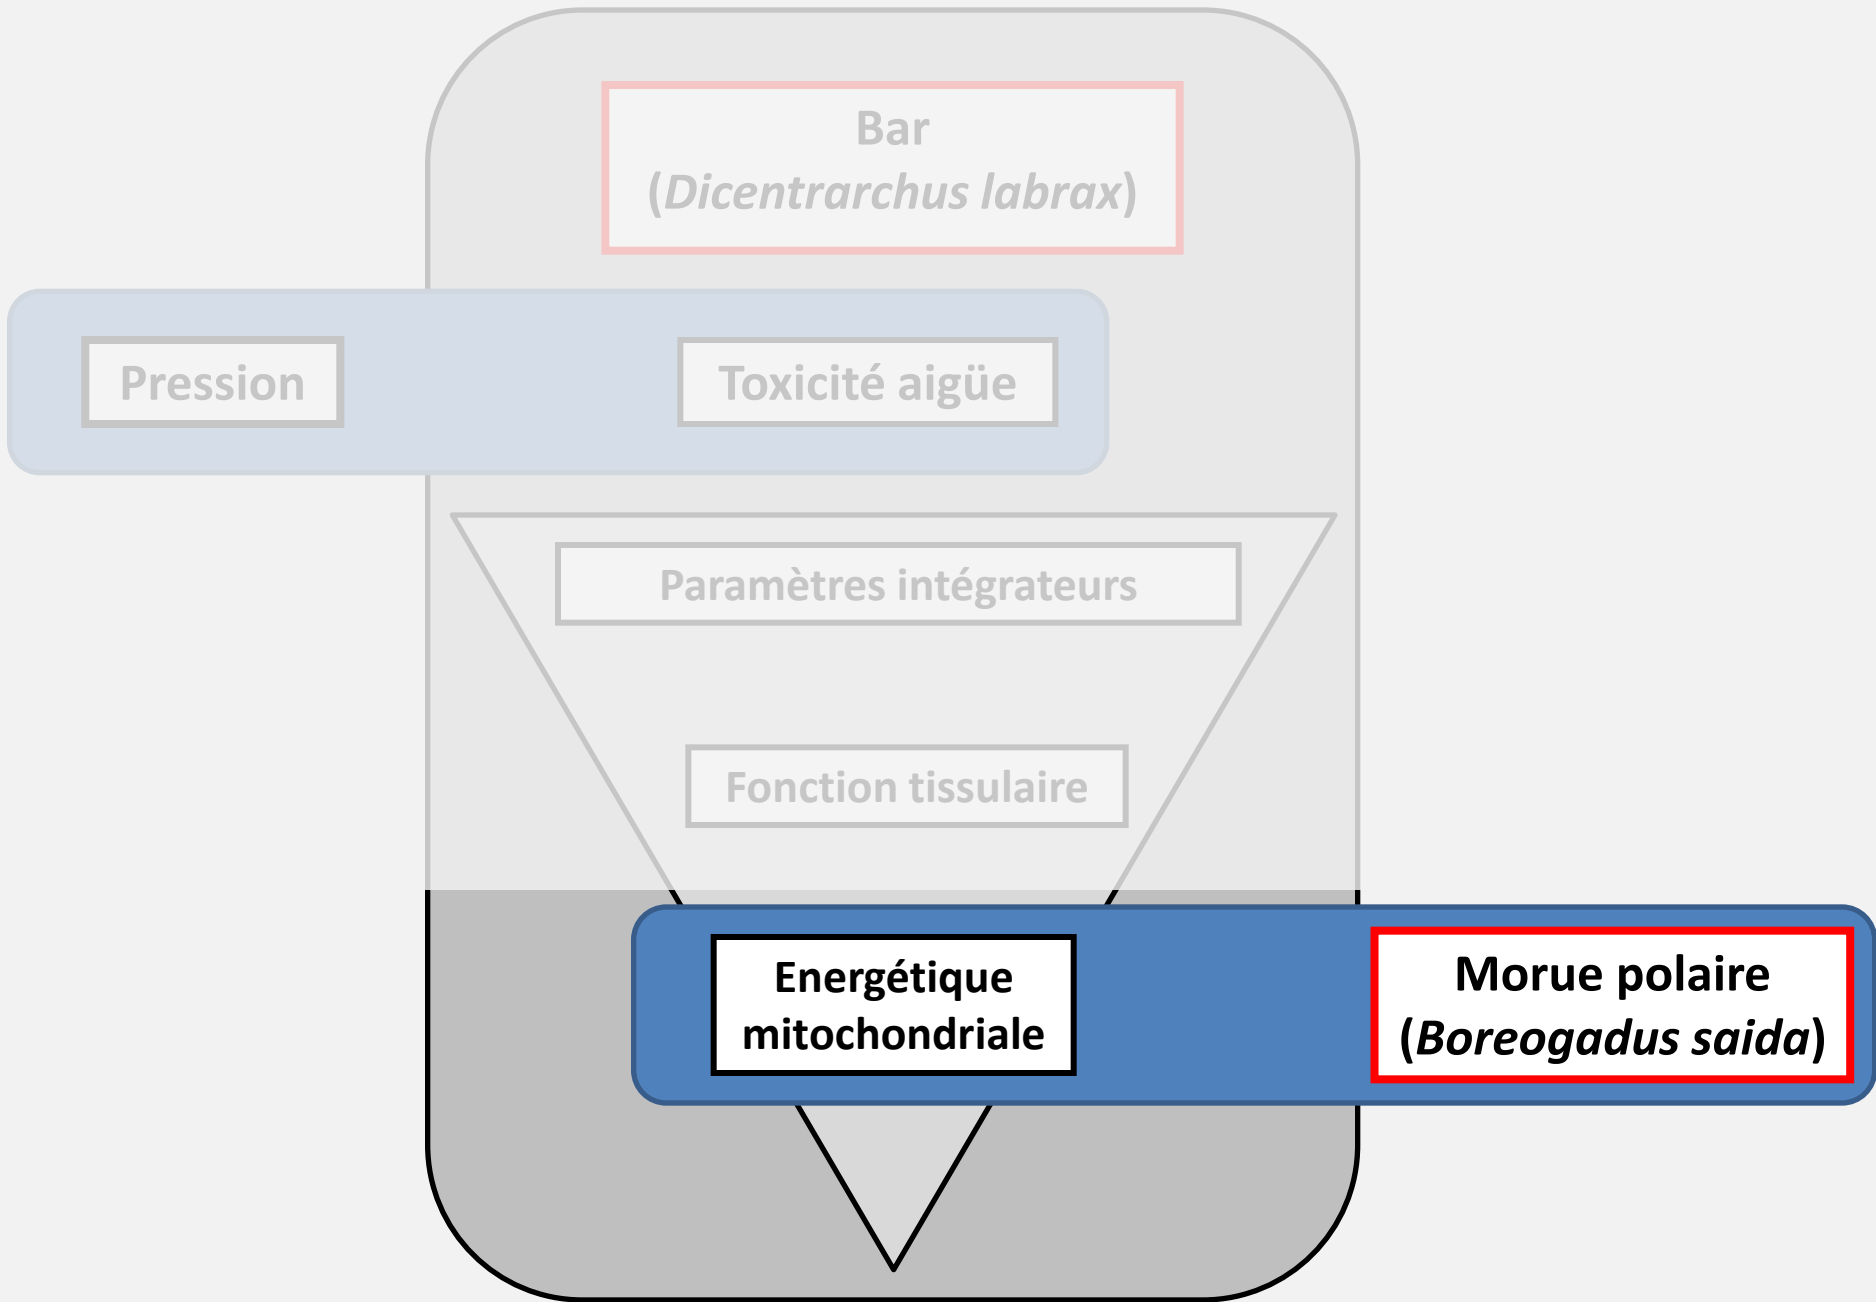 Bar
(Dicentrarchus labrax)
Pression
Toxicité aigüe
Paramètres intégrateurs
Fonction tissulaire
Energétique
mitochondriale
Morue polaire
(Boreogadus saida)